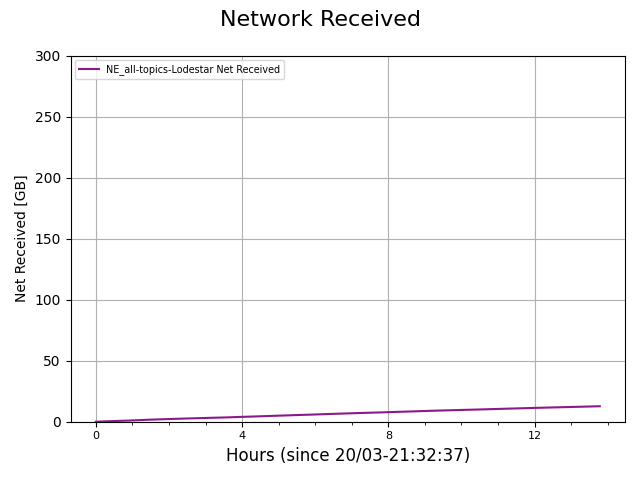 Network Received
NE_all-topics-Lodestar Net Received
Net Received [GB]
300
250
200
150
100
50
0
0 4 8 12
Hours (since 20/03-21:32:37)